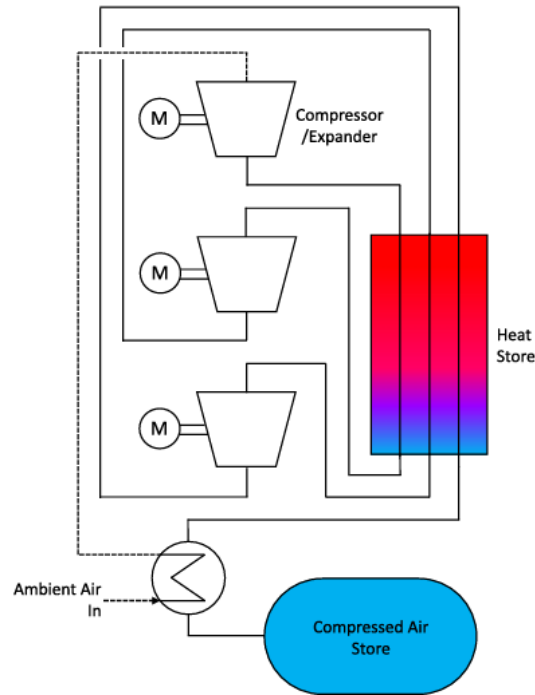 M
Compressor
/Expander
M
Heat
Store
M
Ambient Air
In
Compressed Air
Store